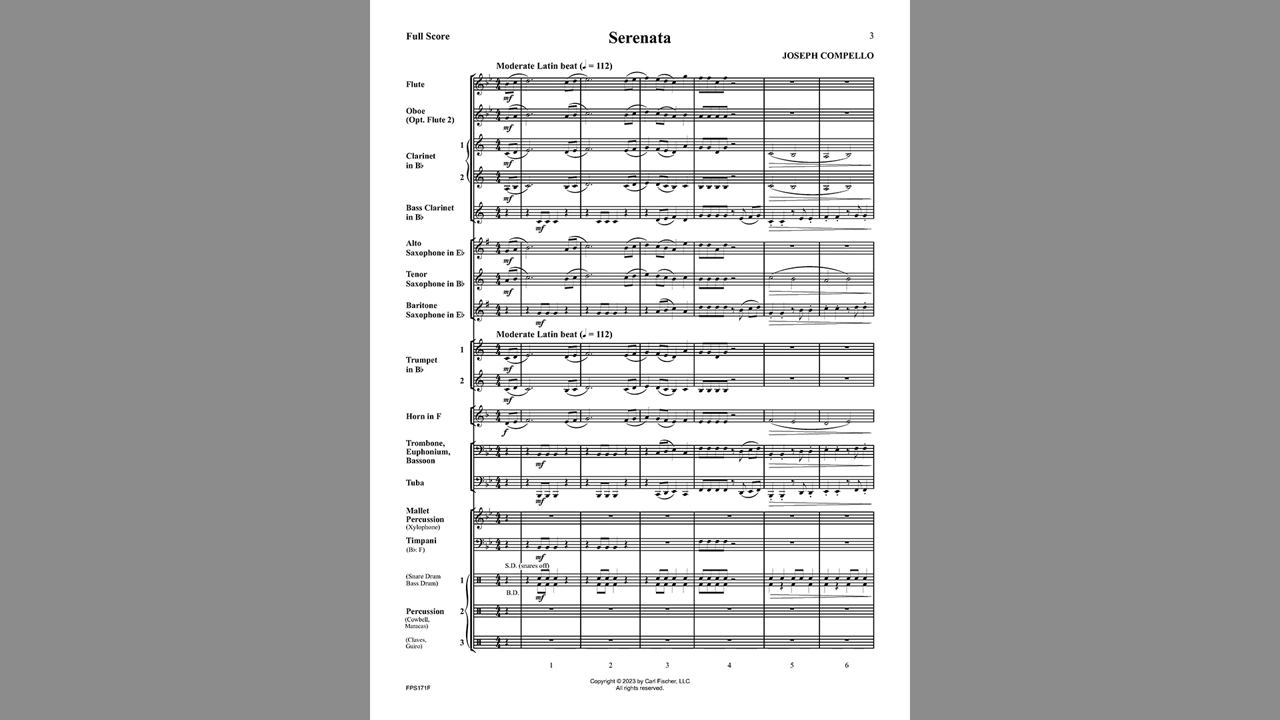 Full Score
Serenata
3
JOSEPH COMPELLO
Moderate Latin beat (♩ = 112)
Flute
mf
Oboe
(Opt. Flute 2)
mf
Clarinet
in B♭
1
mf
2
mf
Bass Clarinet
in B♭
mf
Alto
Saxophone in E♭
mf
Tenor
Saxophone in B♭
mf
Baritone
Saxophone in E♭
mf
Moderate Latin beat (♩ = 112)
Trumpet
in B♭
1
mf
2
mf
Horn in F
f
Trombone,
Euphonium,
Bassoon
mf
Tuba
mf
Mallet
Percussion
(Xylophone)
Timpani
(B♭ F)
mf
S.D. (snares off)
(Snare Drum
Bass Drum)
1
B.D.
mf
Percussion
2
(Cowbell,
Maracas)
(Claves,
Guiro)
3
1 2 3 4 5 6
Copyright © 2023 by Carl Fischer, LLC
All rights reserved.
FPS171F